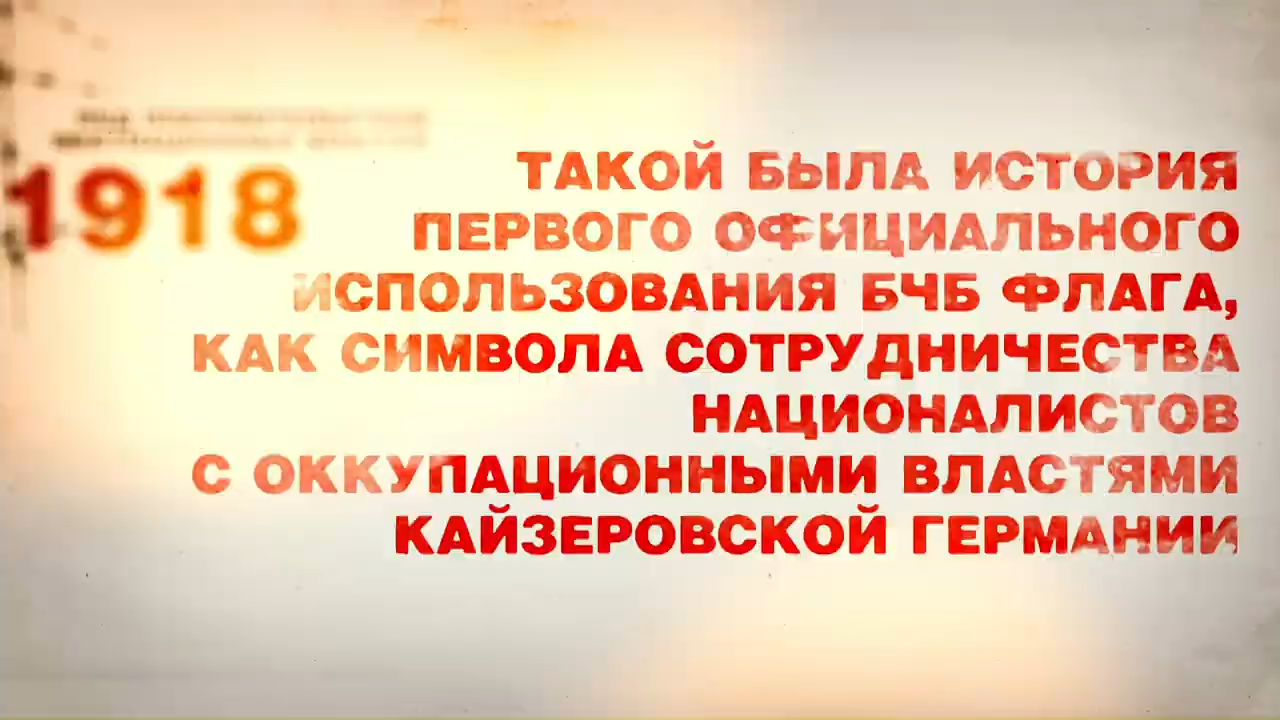 1918
ТАКОЙ БЫЛА ИСТОРИЯ
ПЕРВОГО ОФИЦИАЛЬНОГО
ИСПОЛЬЗОВАНИЯ БЧБ ФЛАГА,
КАК СИМВОЛА СОТРУДНИЧЕСТВА
НАЦИОНАЛИСТОВ
С ОККУПАЦИОННЫМИ ВЛАСТЯМИ
КАЙЗЕРОВСКОЙ ГЕРМАНИИ